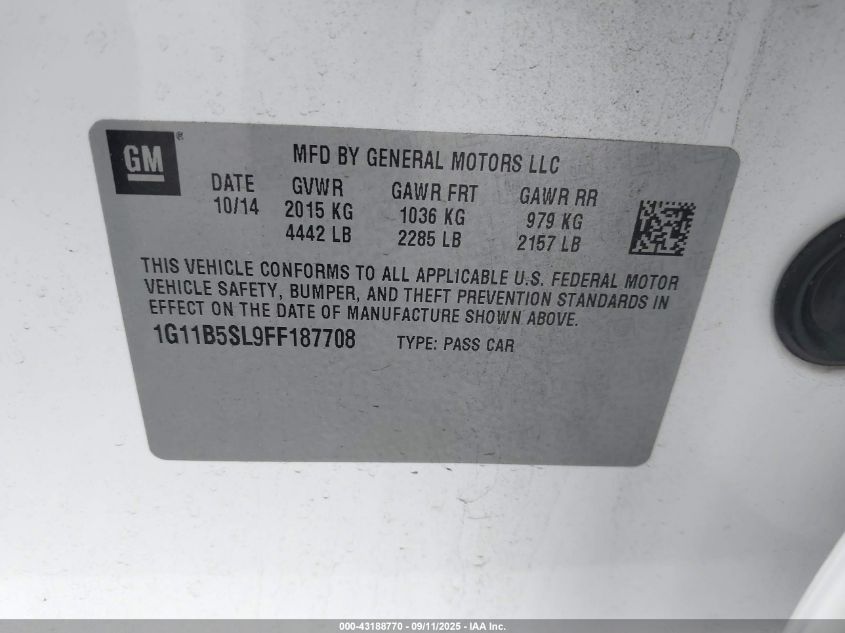 GM®
MFD BY GENERAL MOTORS LLC
DATE GVWR GAWR FRT GAWR RR
10/14 2015 KG 1036 KG 979 KG
4442 LB 2285 LB 2157 LB
THIS VEHICLE CONFORMS TO ALL APPLICABLE U.S. FEDERAL MOTOR
VEHICLE SAFETY, BUMPER, AND THEFT PREVENTION STANDARDS IN
EFFECT ON THE DATE OF MANUFACTURE SHOWN ABOVE.
1G11B5SL9FF187708 TYPE: PASS CAR
000-43188770 - 09/11/2025 - IAA Inc.